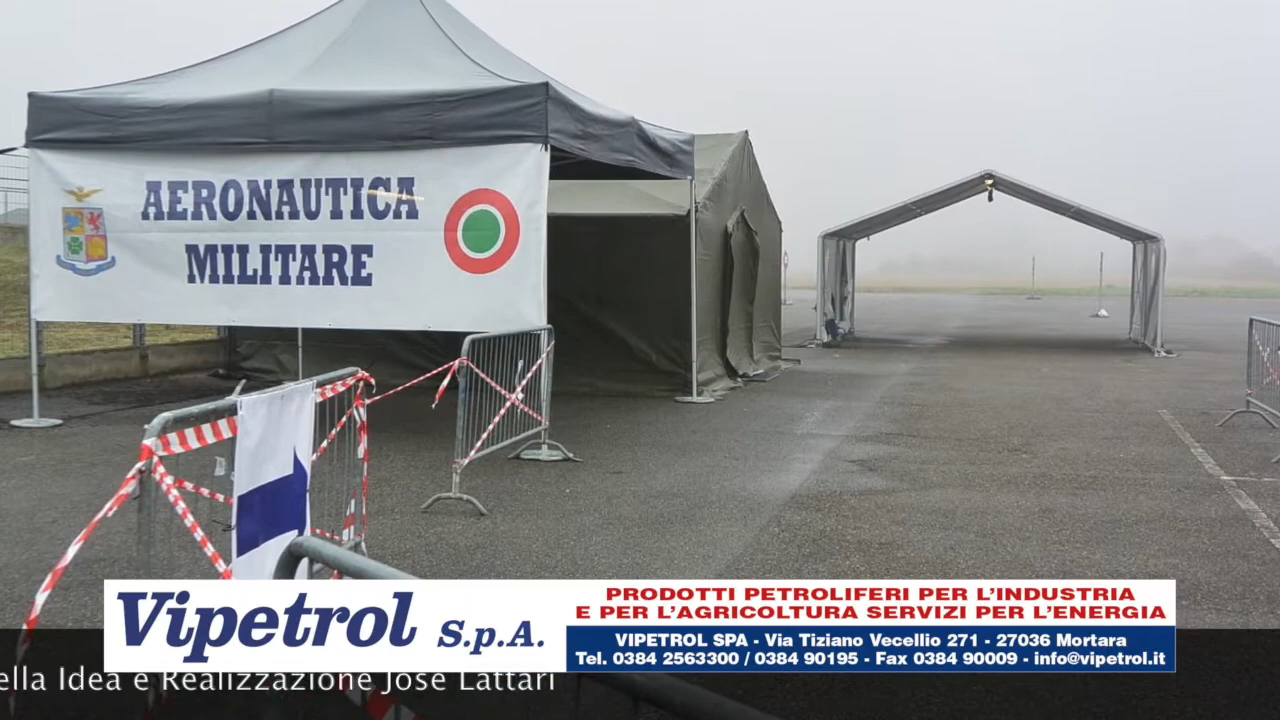 AERONAUTICA
MILITARE
Vipetrol S.p.A.
PRODOTTI PETROLIFERI PER L'INDUSTRIA
E PER L'AGRICOLTURA SERVIZI PER L'ENERGIA
VIPETROL SPA - Via Tiziano Vecellio 271 - 27036 Mortara
Tel. 0384 2563300 / 0384 90195 - Fax 0384 90009 - info@vipetrol.it
ella Idea e Realizzazione Jose Lattari